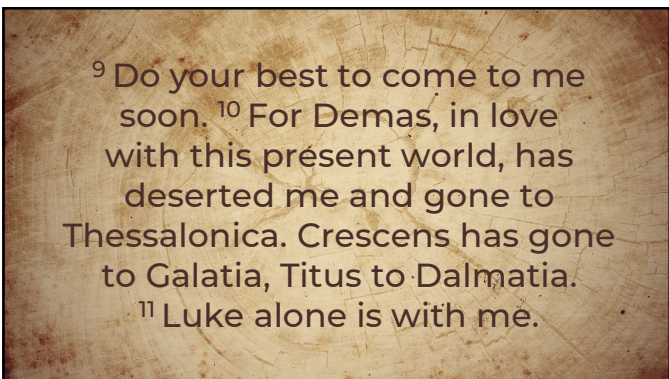 ⁹ Do your best to come to me
soon. ¹⁰ For Demas, in love
with this present world, has
deserted me and gone to
Thessalonica. Crescens has gone
to Galatia, Titus to Dalmatia.
¹¹ Luke alone is with me.